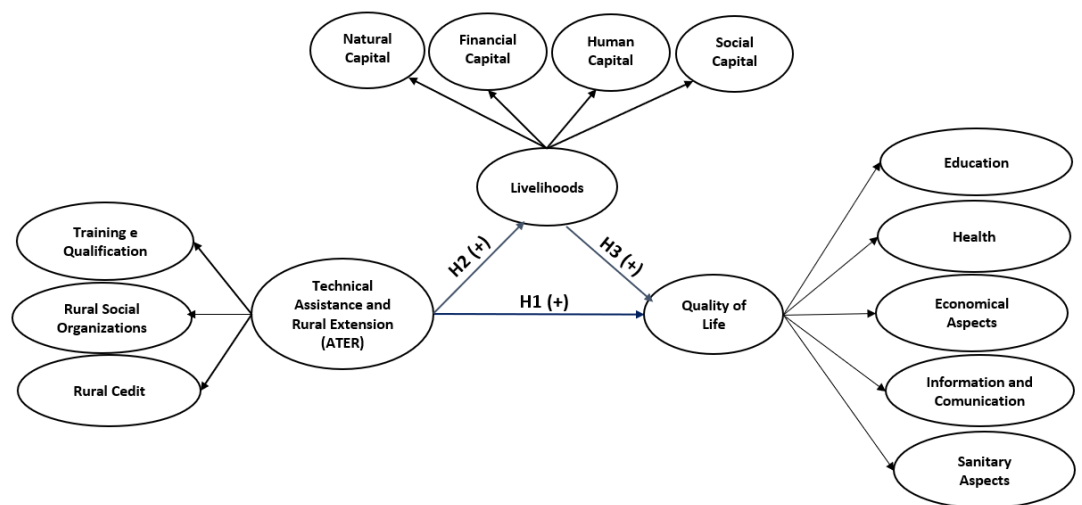 Natural
Capital
Financial
Capital
Human
Capital
Social
Capital
Livelihoods
Education
Training e
Qualification
H2 (+)
H3 (+)
Health
Technical
Assistance and
Rural Extension
(ATER)
H1 (+)
Quality of
Life
Rural Social
Organizations
Economical
Aspects
Rural Cedit
Information and
Comunication
Sanitary
Aspects